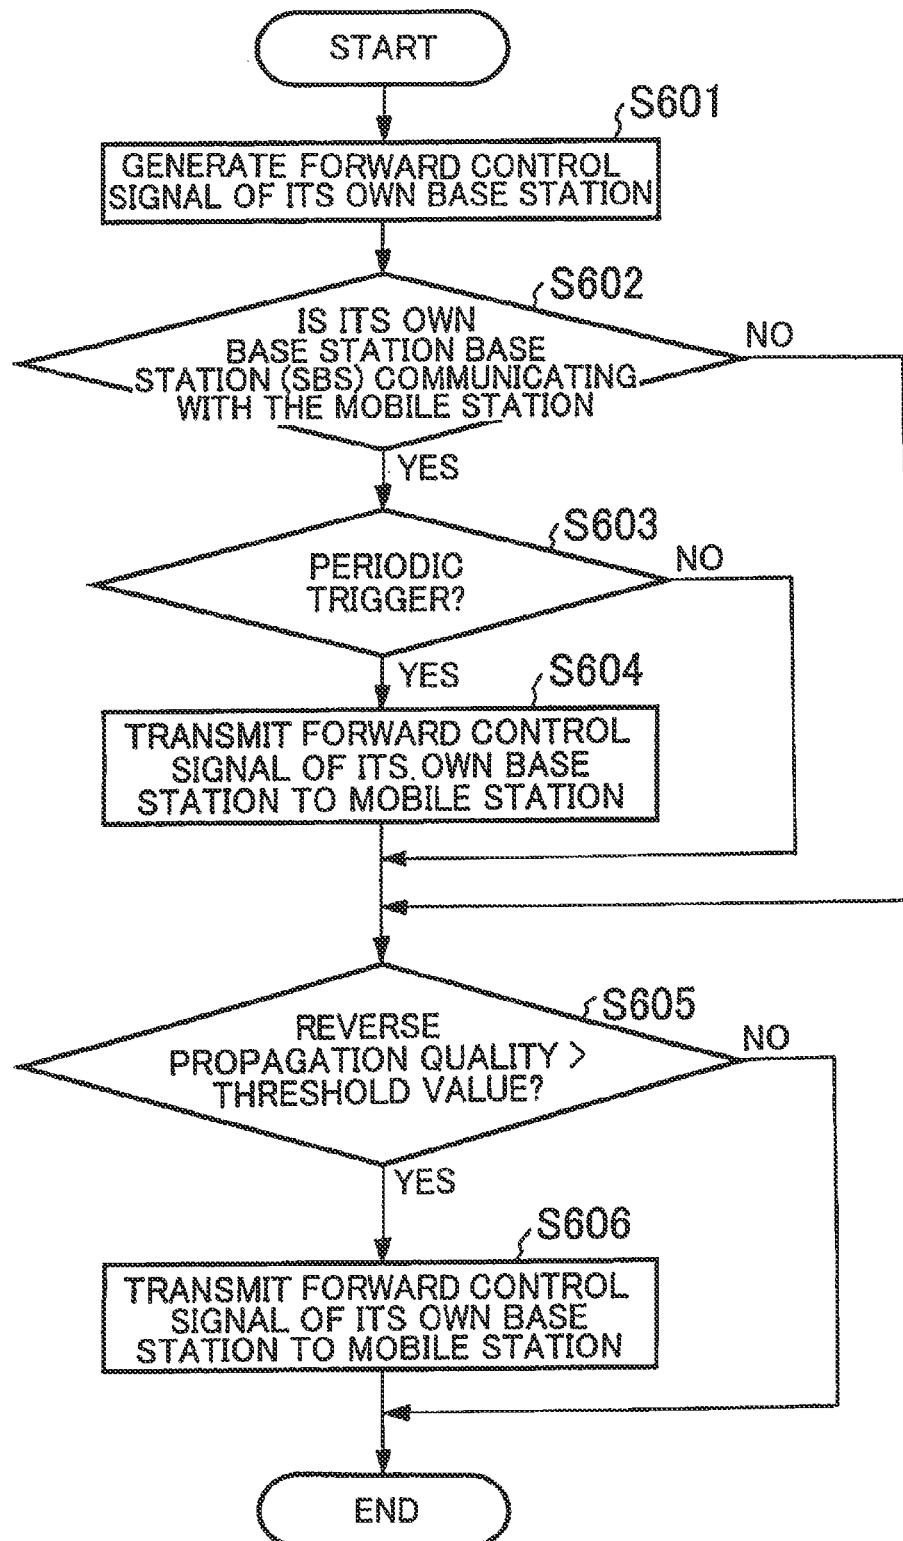 START
S601
GENERATE FORWARD CONTROL
SIGNAL OF ITS OWN BASE STATION
S602
IS ITS OWN
BASE STATION BASE
STATION (SBS) COMMUNICATING
WITH THE MOBILE STATION
NO
YES
S603
PERIODIC
TRIGGER?
NO
YES
S604
TRANSMIT FORWARD CONTROL
SIGNAL OF ITS OWN BASE
STATION TO MOBILE STATION
S605
REVERSE
PROPAGATION QUALITY >
THRESHOLD VALUE?
NO
YES
S606
TRANSMIT FORWARD CONTROL
SIGNAL OF ITS OWN BASE
STATION TO MOBILE STATION
END